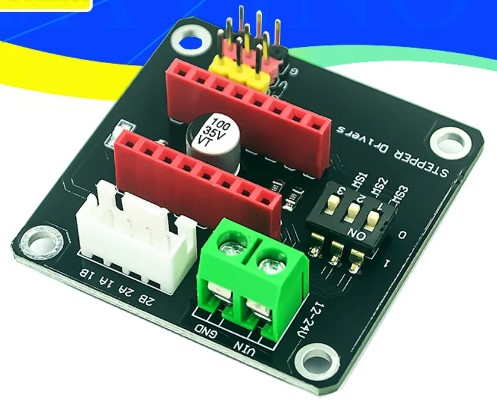 G
100
35V
VT
STEPPER Drivers
MS1
MS2
MS3
3
2
1
ON
0
1
2B 2A 1A 1B
GND
VIN
12-24V